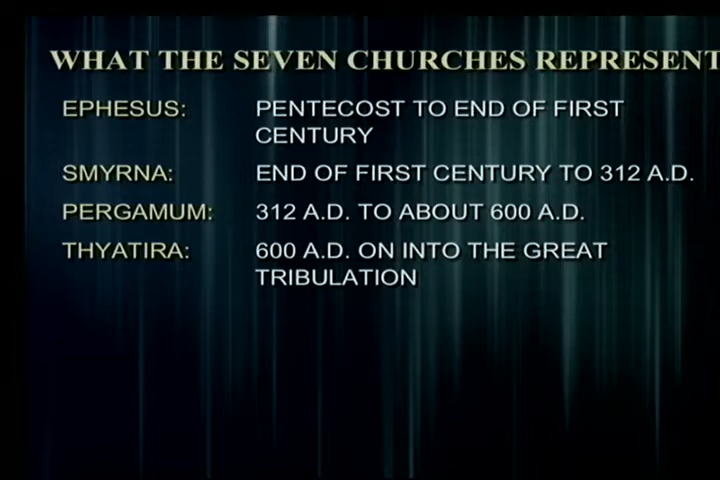 WHAT THE SEVEN CHURCHES REPRESENT
EPHESUS: PENTECOST TO END OF FIRST
CENTURY
SMYRNA: END OF FIRST CENTURY TO 312 A.D.
PERGAMUM: 312 A.D. TO ABOUT 600 A.D.
THYATIRA: 600 A.D. ON INTO THE GREAT
TRIBULATION